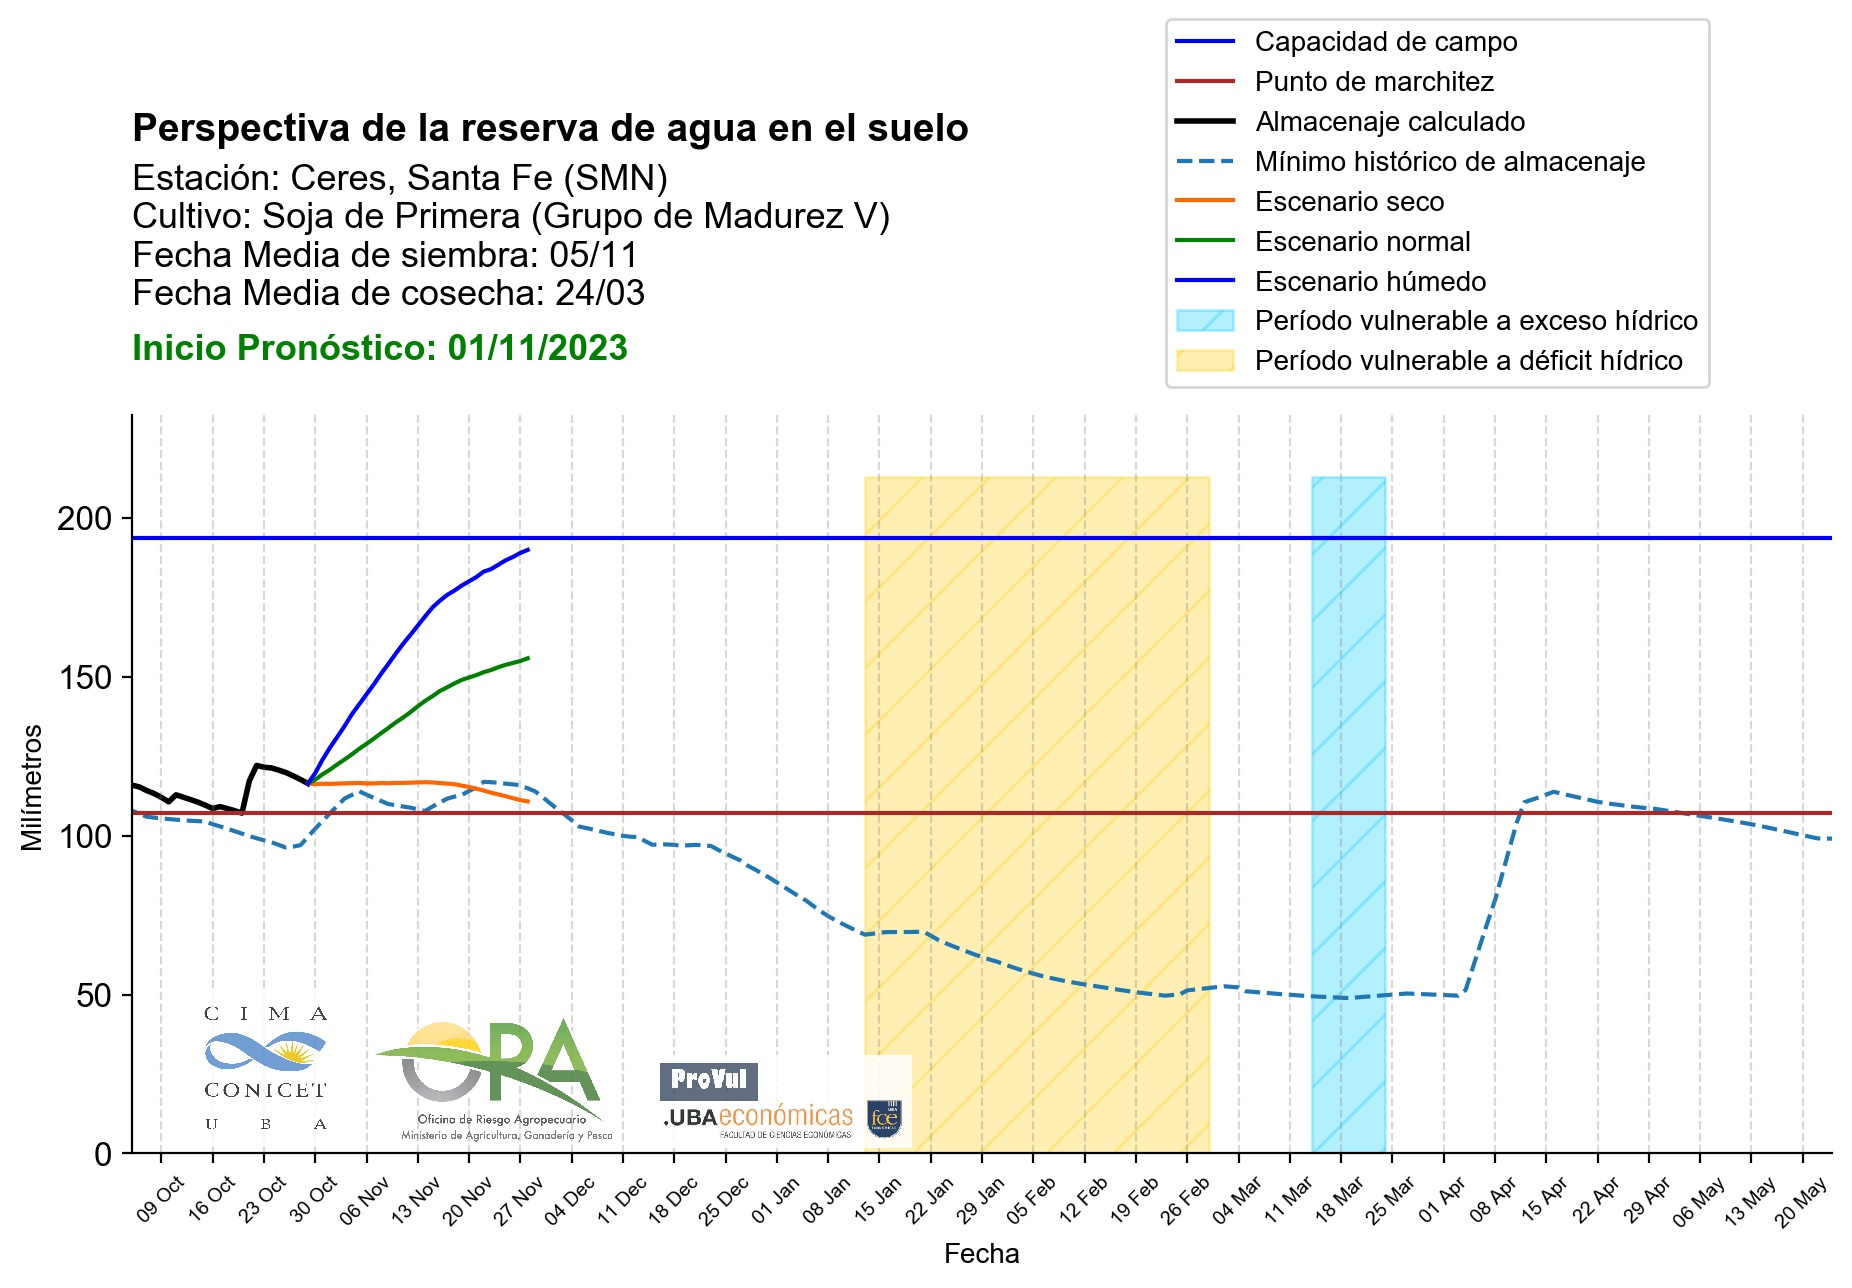 Capacidad de campo
Punto de marchitez
Almacenaje calculado
Mínimo histórico de almacenaje
Escenario seco
Escenario normal
Escenario húmedo
Período vulnerable a exceso hídrico
Período vulnerable a déficit hídrico
Perspectiva de la reserva de agua en el suelo
Estación: Ceres, Santa Fe (SMN)
Cultivo: Soja de Primera (Grupo de Madurez V)
Fecha Media de siembra: 05/11
Fecha Media de cosecha: 24/03
Inicio Pronóstico: 01/11/2023
200
150
100
50
0
Milímetros
CIMA
CONICET
UBA
ORA
Oficina de Riesgo Agropecuario
Ministerio de Agricultura, Ganadería y Pesca
ProVul
.UBAeconómicas
FACULTAD DE CIENCIAS ECONÓMICAS
fce
09 Oct
16 Oct
23 Oct
30 Oct
06 Nov
13 Nov
20 Nov
27 Nov
04 Dec
11 Dec
18 Dec
25 Dec
01 Jan
08 Jan
15 Jan
22 Jan
29 Jan
05 Feb
12 Feb
19 Feb
26 Feb
04 Mar
11 Mar
18 Mar
25 Mar
01 Apr
08 Apr
15 Apr
22 Apr
29 Apr
06 May
13 May
20 May
Fecha